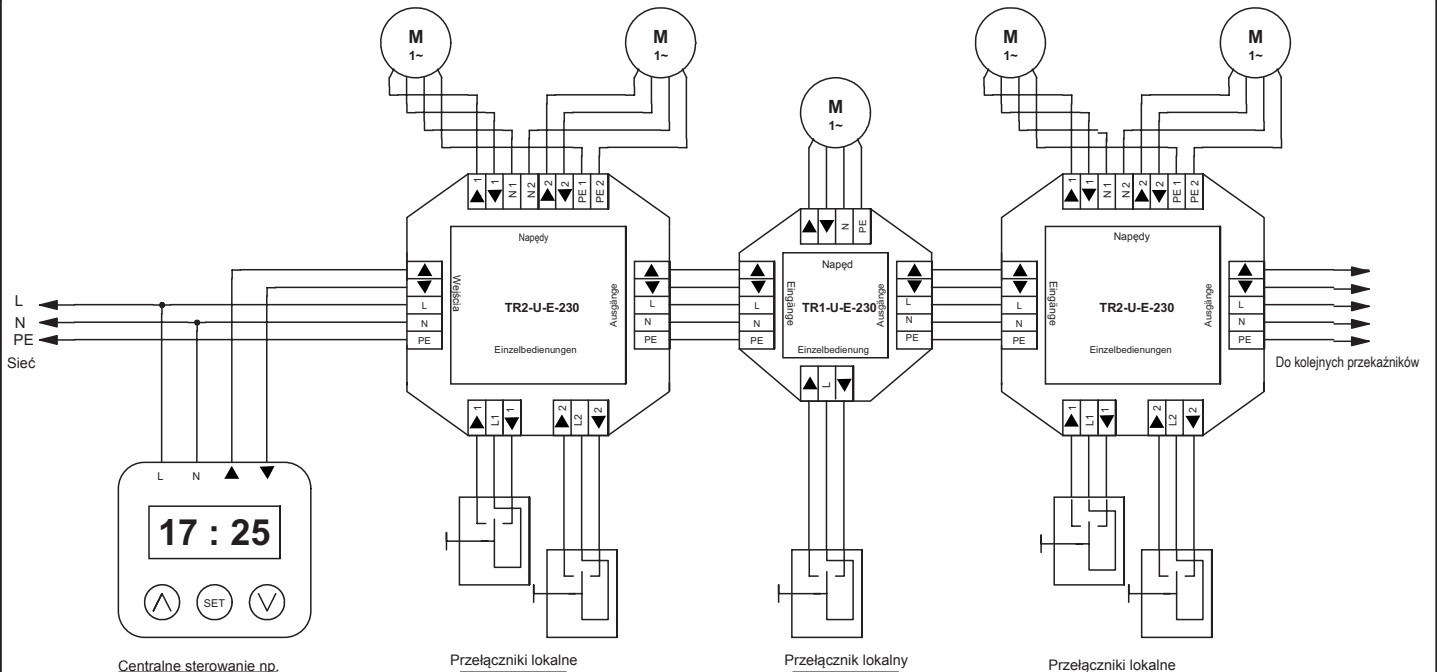 M
1~
M
1~
M
1~
M
1~
M
1~
▲ 1 ▼ 1 N 1 N 2 ▲ 2 ▼ 2 PE 1 PE 2
▲ ▼ N PE
▲ 1 ▼ 1 N 1 N 2 ▲ 2 ▼ 2 PE 1 PE 2
Napędy
Napęd
Napędy
L
N
PE
Sieć
Wejścia
▲
▼
L
N
PE
TR2-U-E-230
Einzelbedienungen
Ausgänge
▲
▼
L
N
PE
▲
▼
L
N
PE
Eingänge
TR1-U-E-230
Einzelbedienung
Ausgänge
▲
▼
L
N
PE
▲
▼
L
N
PE
Eingänge
TR2-U-E-230
Einzelbedienungen
Ausgänge
▲
▼
L
N
PE
Do kolejnych przekaźników
▲ 1 L1 ▼ 1 ▲ 2 L2 ▼ 2
▲ L ▼
▲ 1 L1 ▼ 1 ▲ 2 L2 ▼ 2
L N ▲ ▼
17 : 25
SET
Centralne sterowanie np.
Przełączniki lokalne
Przełącznik lokalny
Przełączniki lokalne